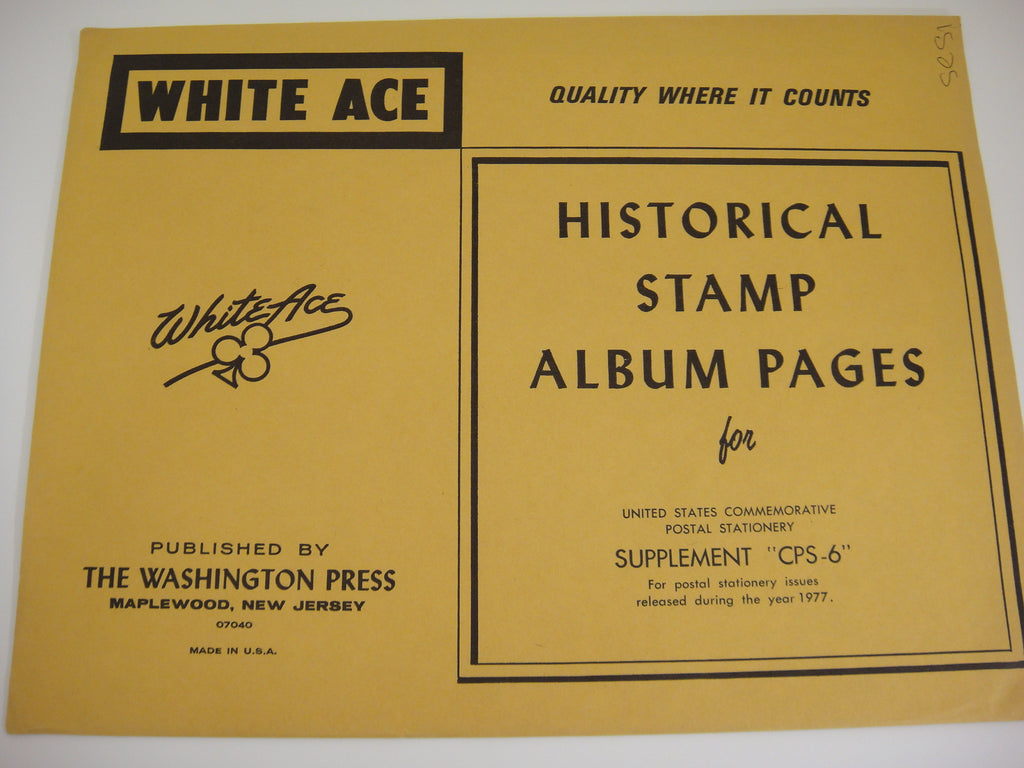 WHITE ACE
QUALITY WHERE IT COUNTS
White Ace
PUBLISHED BY
THE WASHINGTON PRESS
MAPLEWOOD, NEW JERSEY
07040
MADE IN U.S.A.
HISTORICAL
STAMP
ALBUM PAGES
for
UNITED STATES COMMEMORATIVE
POSTAL STATIONERY
SUPPLEMENT "CPS-6"
For postal stationery issues
released during the year 1977.